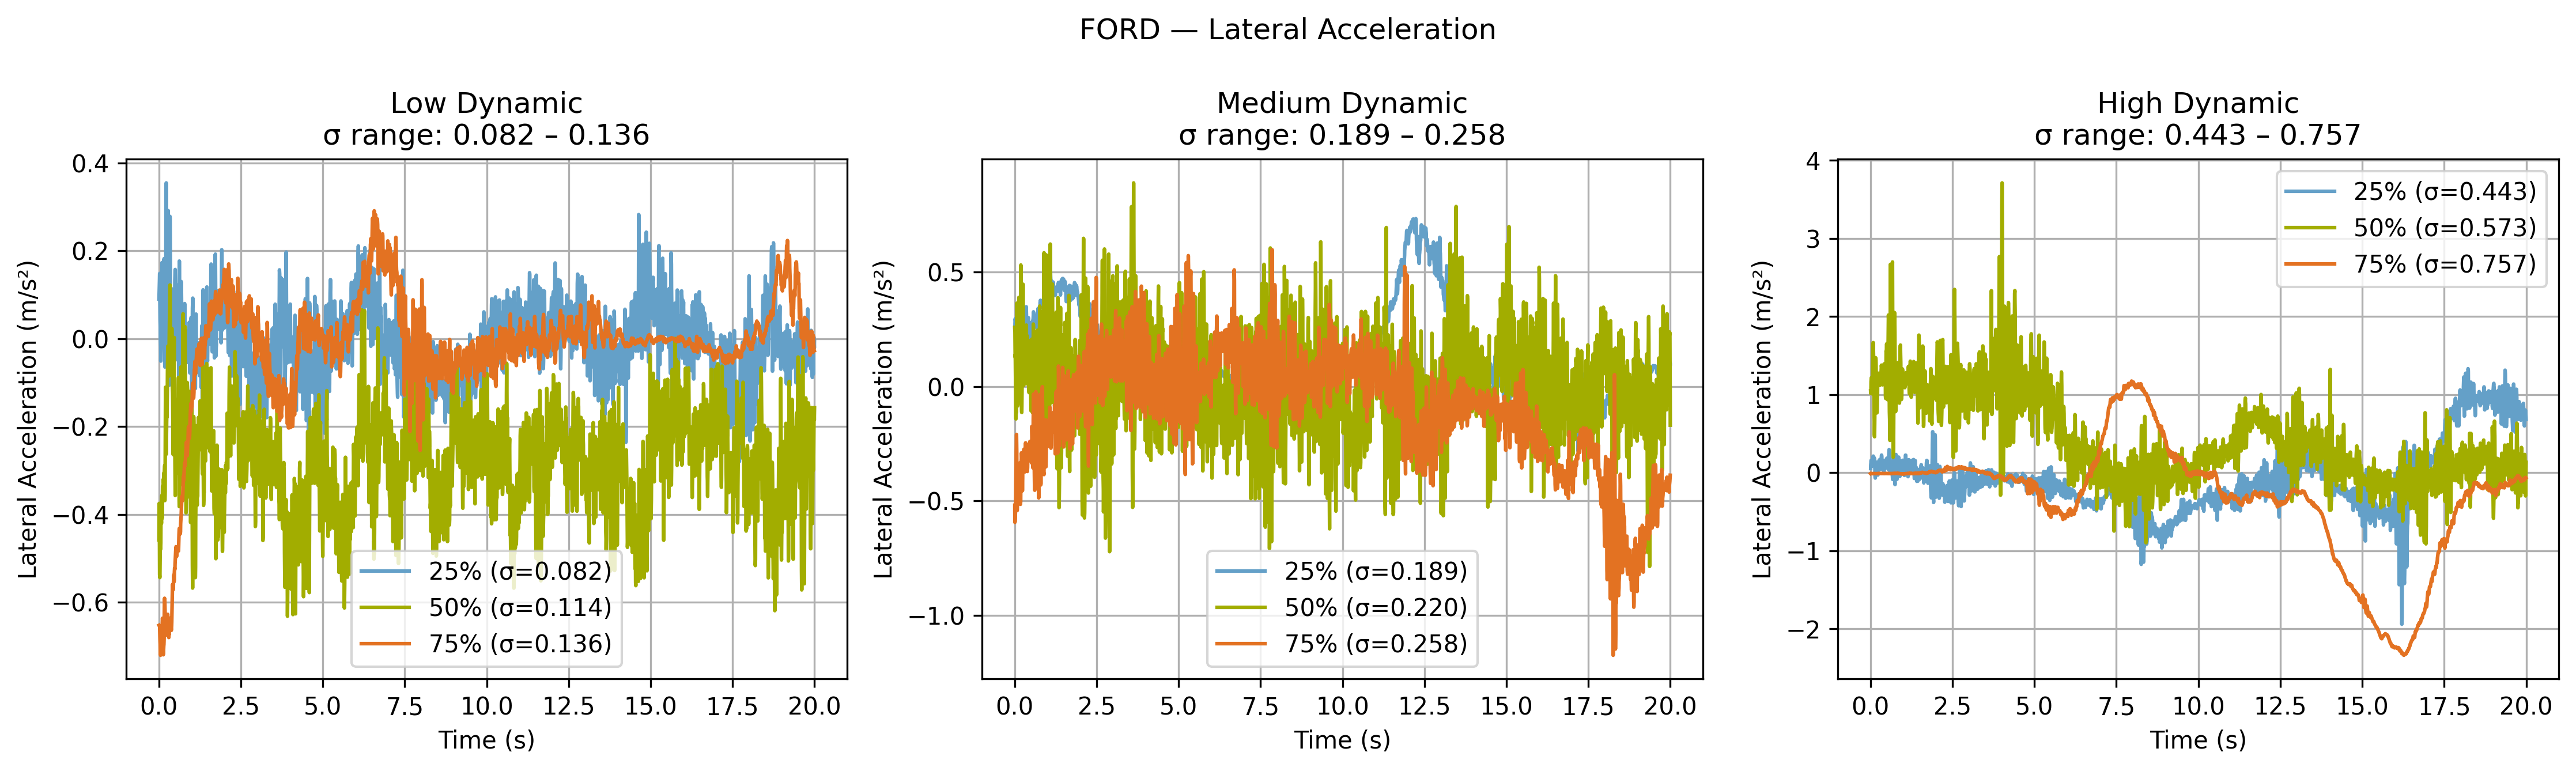 FORD — Lateral Acceleration
Low Dynamic
σ range: 0.082 – 0.136
Lateral Acceleration (m/s²)
0.4
0.2
0.0
−0.2
−0.4
−0.6
25% (σ=0.082)
50% (σ=0.114)
75% (σ=0.136)
0.0 2.5 5.0 7.5 10.0 12.5 15.0 17.5 20.0
Time (s)
Medium Dynamic
σ range: 0.189 – 0.258
Lateral Acceleration (m/s²)
0.5
0.0
−0.5
−1.0
25% (σ=0.189)
50% (σ=0.220)
75% (σ=0.258)
0.0 2.5 5.0 7.5 10.0 12.5 15.0 17.5 20.0
Time (s)
High Dynamic
σ range: 0.443 – 0.757
Lateral Acceleration (m/s²)
4
3
2
1
0
−1
−2
25% (σ=0.443)
50% (σ=0.573)
75% (σ=0.757)
0.0 2.5 5.0 7.5 10.0 12.5 15.0 17.5 20.0
Time (s)